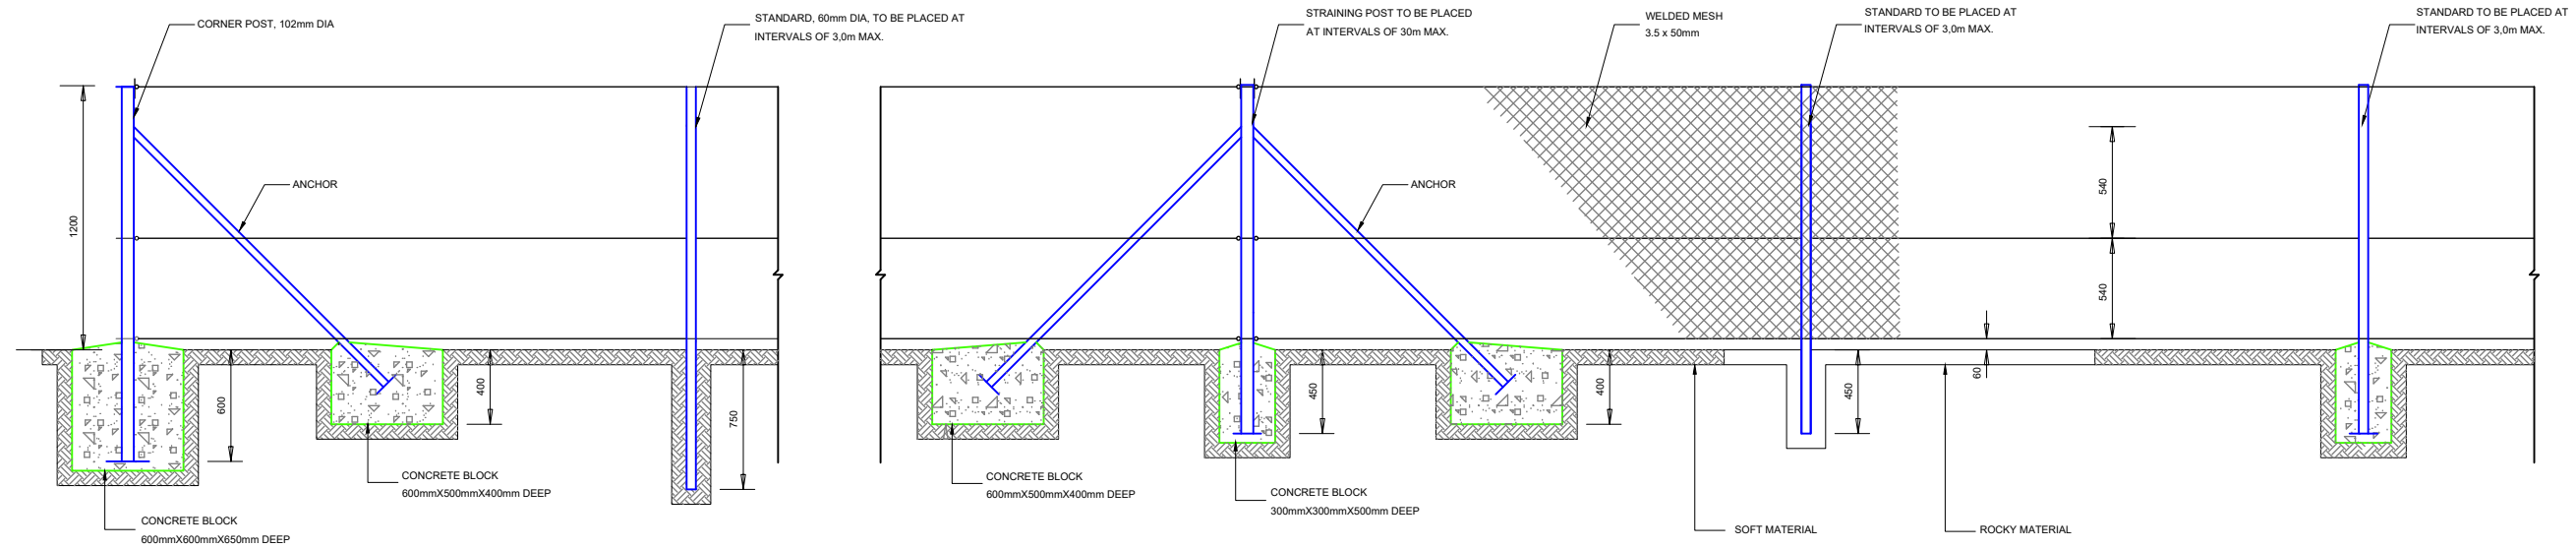 CORNER POST, 102mm DIA
STANDARD, 60mm DIA, TO BE PLACED AT
INTERVALS OF 3,0m MAX.
STRAINING POST TO BE PLACED
AT INTERVALS OF 30m MAX.
WELDED MESH
3.5 x 50mm
STANDARD TO BE PLACED AT
INTERVALS OF 3,0m MAX.
STANDARD TO BE PLACED AT
INTERVALS OF 3,0m MAX.
1200
ANCHOR
ANCHOR
540
540
600
400
750
450
400
450
60
CONCRETE BLOCK
600mmX600mmX650mm DEEP
CONCRETE BLOCK
600mmX500mmX400mm DEEP
CONCRETE BLOCK
600mmX500mmX400mm DEEP
CONCRETE BLOCK
300mmX300mmX500mm DEEP
SOFT MATERIAL
ROCKY MATERIAL